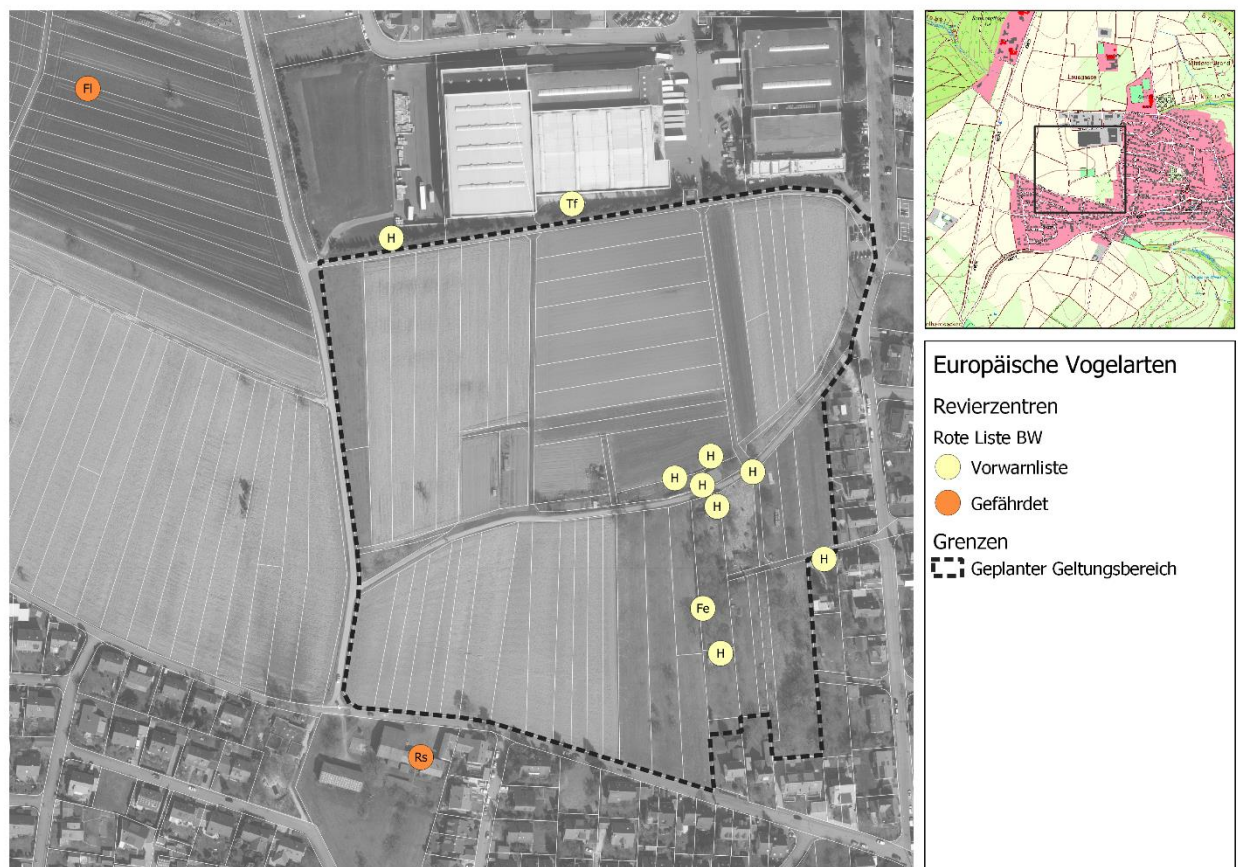 Fl
Tf
H
H
H
H
H
H
H
Fe
H
Rs
Europäische Vogelarten
Revierzentren
Rote Liste BW
Vorwarnliste
Gefährdet
Grenzen
Geplanter Geltungsbereich